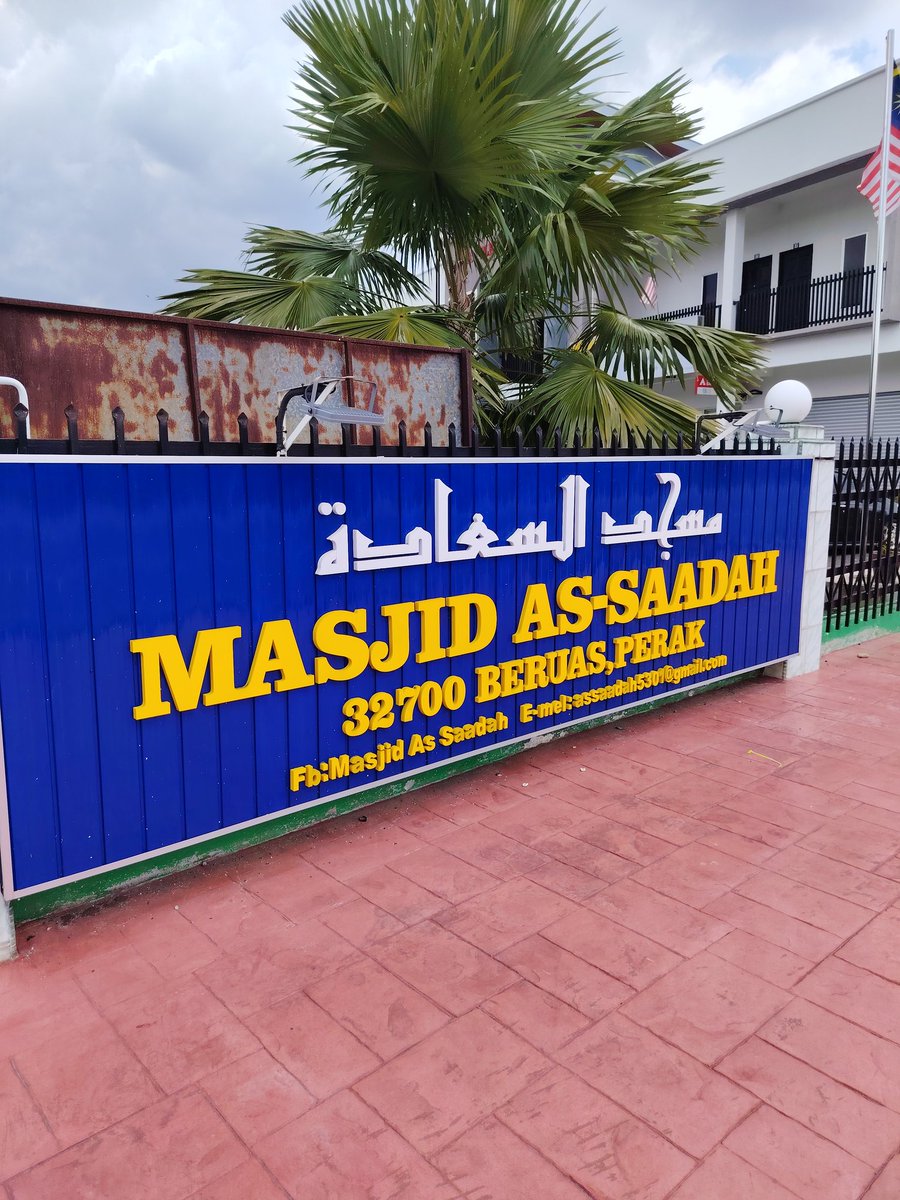 مسجد السعادة
MASJID AS-SAADAH
32700 BERUAS,PERAK
Fb:Masjid As Saadah E-mel: assaadah5301@gmail.com